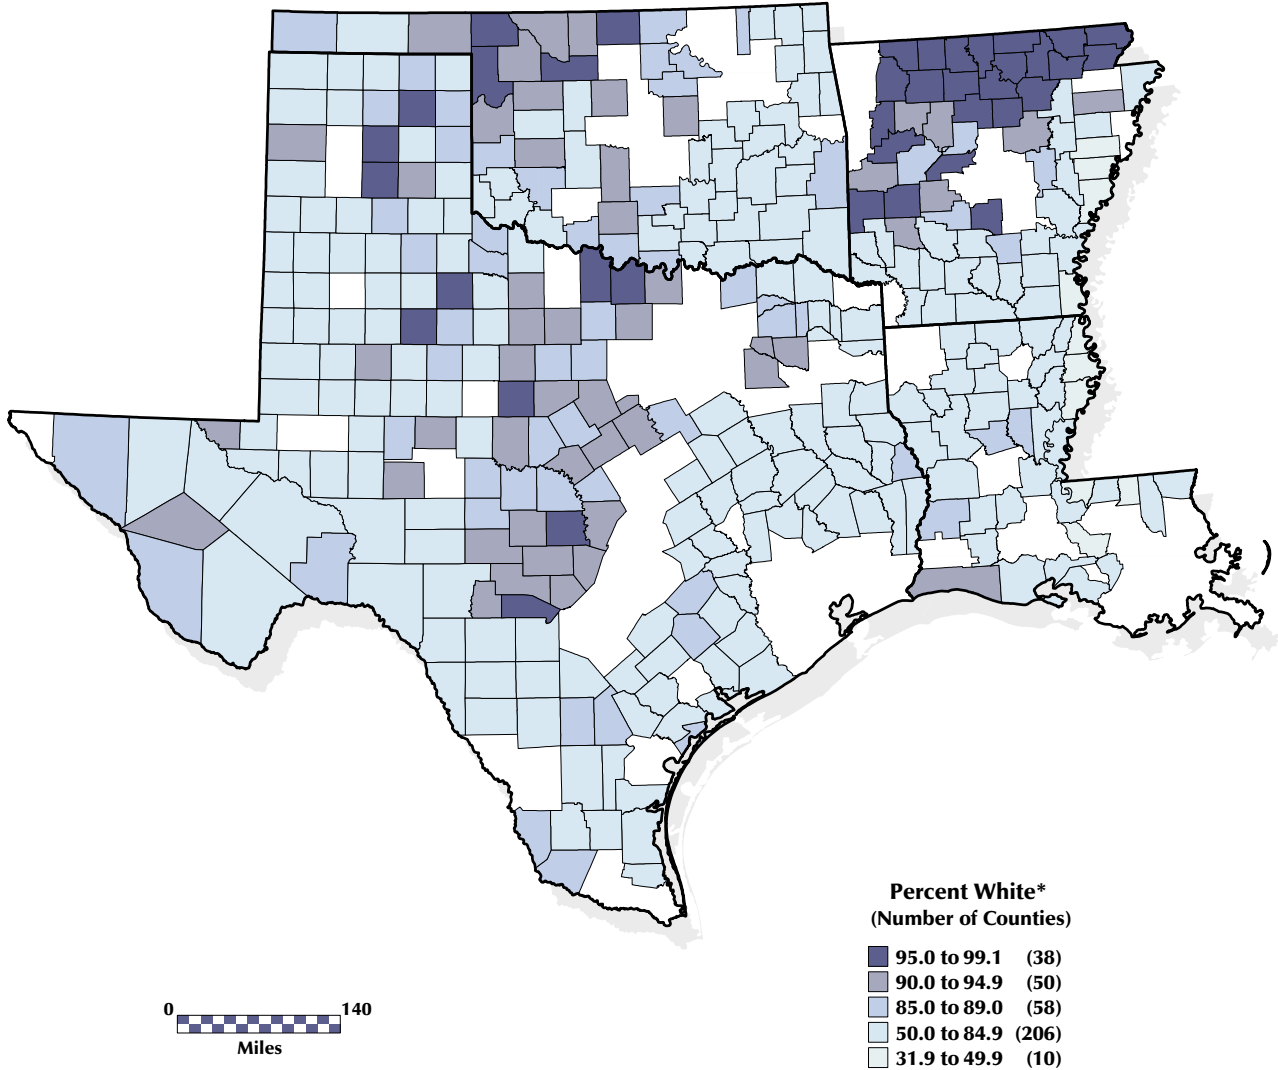 Percent White*
(Number of Counties)
95.0 to 99.1 (38)
90.0 to 94.9 (50)
85.0 to 89.0 (58)
50.0 to 84.9 (206)
31.9 to 49.9 (10)
0 140
Miles